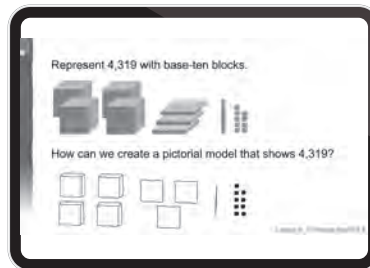 Represent 4,319 with base-ten blocks.
How can we create a pictorial model that shows 4,319?